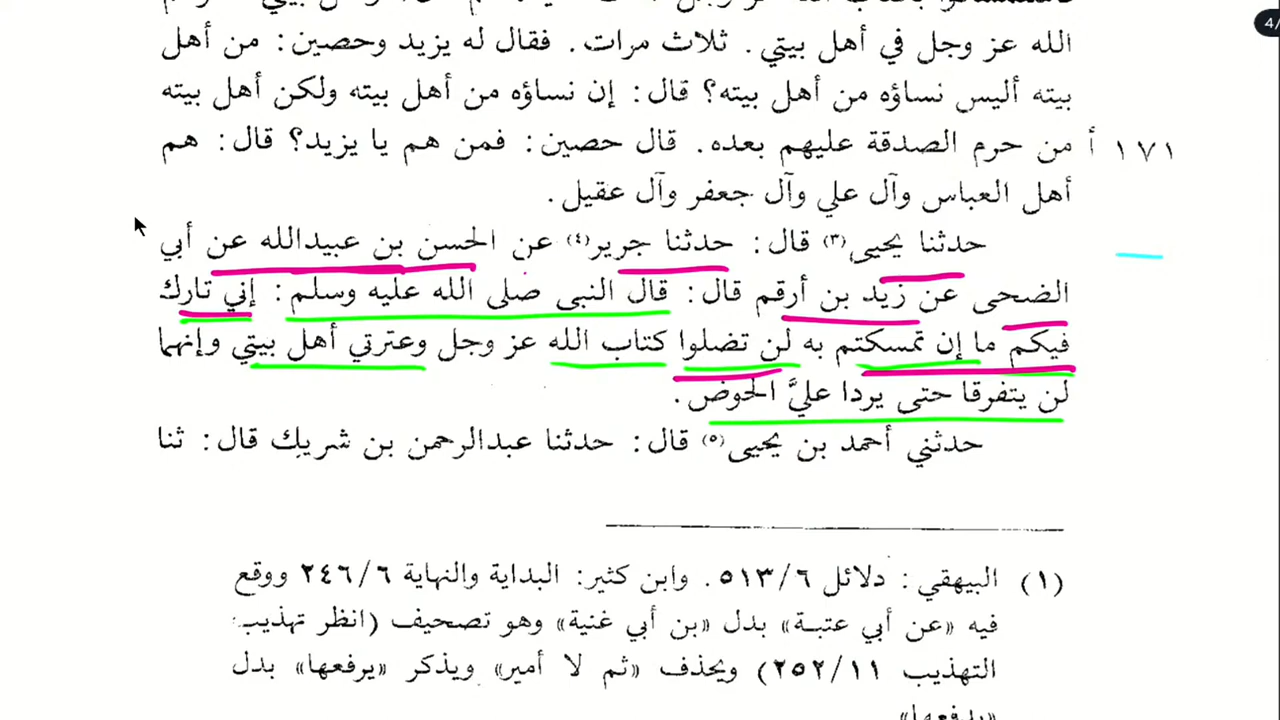 الله عز وجل في أهل بيتي. ثلاث مرات. فقال له يزيد وحصين: من أهل
بيته أليس نساؤه من أهل بيته؟ قال: إن نساؤه من أهل بيته ولكن أهل بيته
١٧١ أ من حرم الصدقة عليهم بعده. قال حصين: فمن هم يا يزيد؟ قال: هم
أهل العباس وآل علي وآل جعفر وآل عقيل.
حدثنا يحيى(٣) قال: حدثنا جرير(٤) عن الحسن بن عبيدالله عن أبي
الضحى عن زيد بن أرقم قال: قال النبي صلى الله عليه وسلم: إني تارك
فيكم ما إن تمسكتم به لن تضلوا كتاب الله عز وجل وعترتي أهل بيتي وإنهما
لن يتفرقا حتى يردا عليَّ الحوض.
حدثني أحمد بن يحيى(٥) قال: حدثنا عبدالرحمن بن شريك قال: ثنا
(١) البيهقي: دلائل ٥١٣/٦. وابن كثير: البداية والنهاية ٢٤٦/٦ ووقع
فيه «عن أبي عتبة» بدل «بن أبي غنية» وهو تصحيف (انظر تهذيب
التهذيب ٢٥٢/١١) ويحذف «ثم لا أمير» ويذكر «يرفعها» بدل
4/